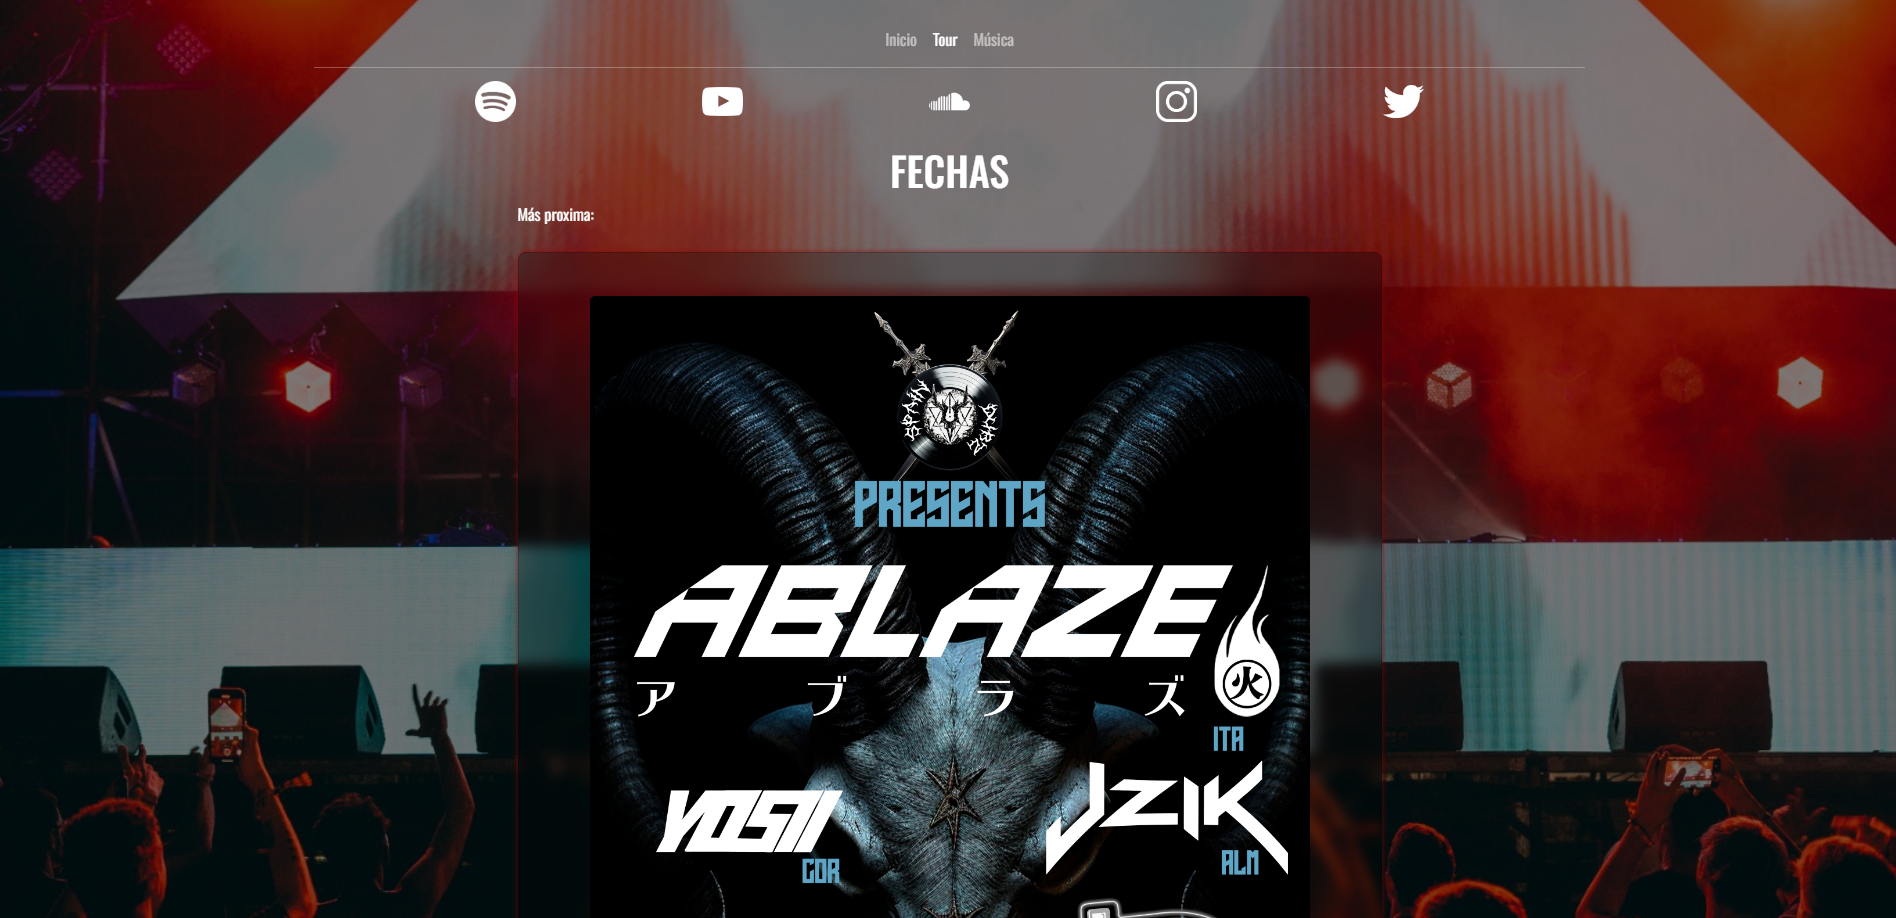 Inicio Tour Música
FECHAS
Más proxima:
PRESENTS
ABLAZE
アブラズ
火
ITA
YOSII
COR
JZIK
ALM